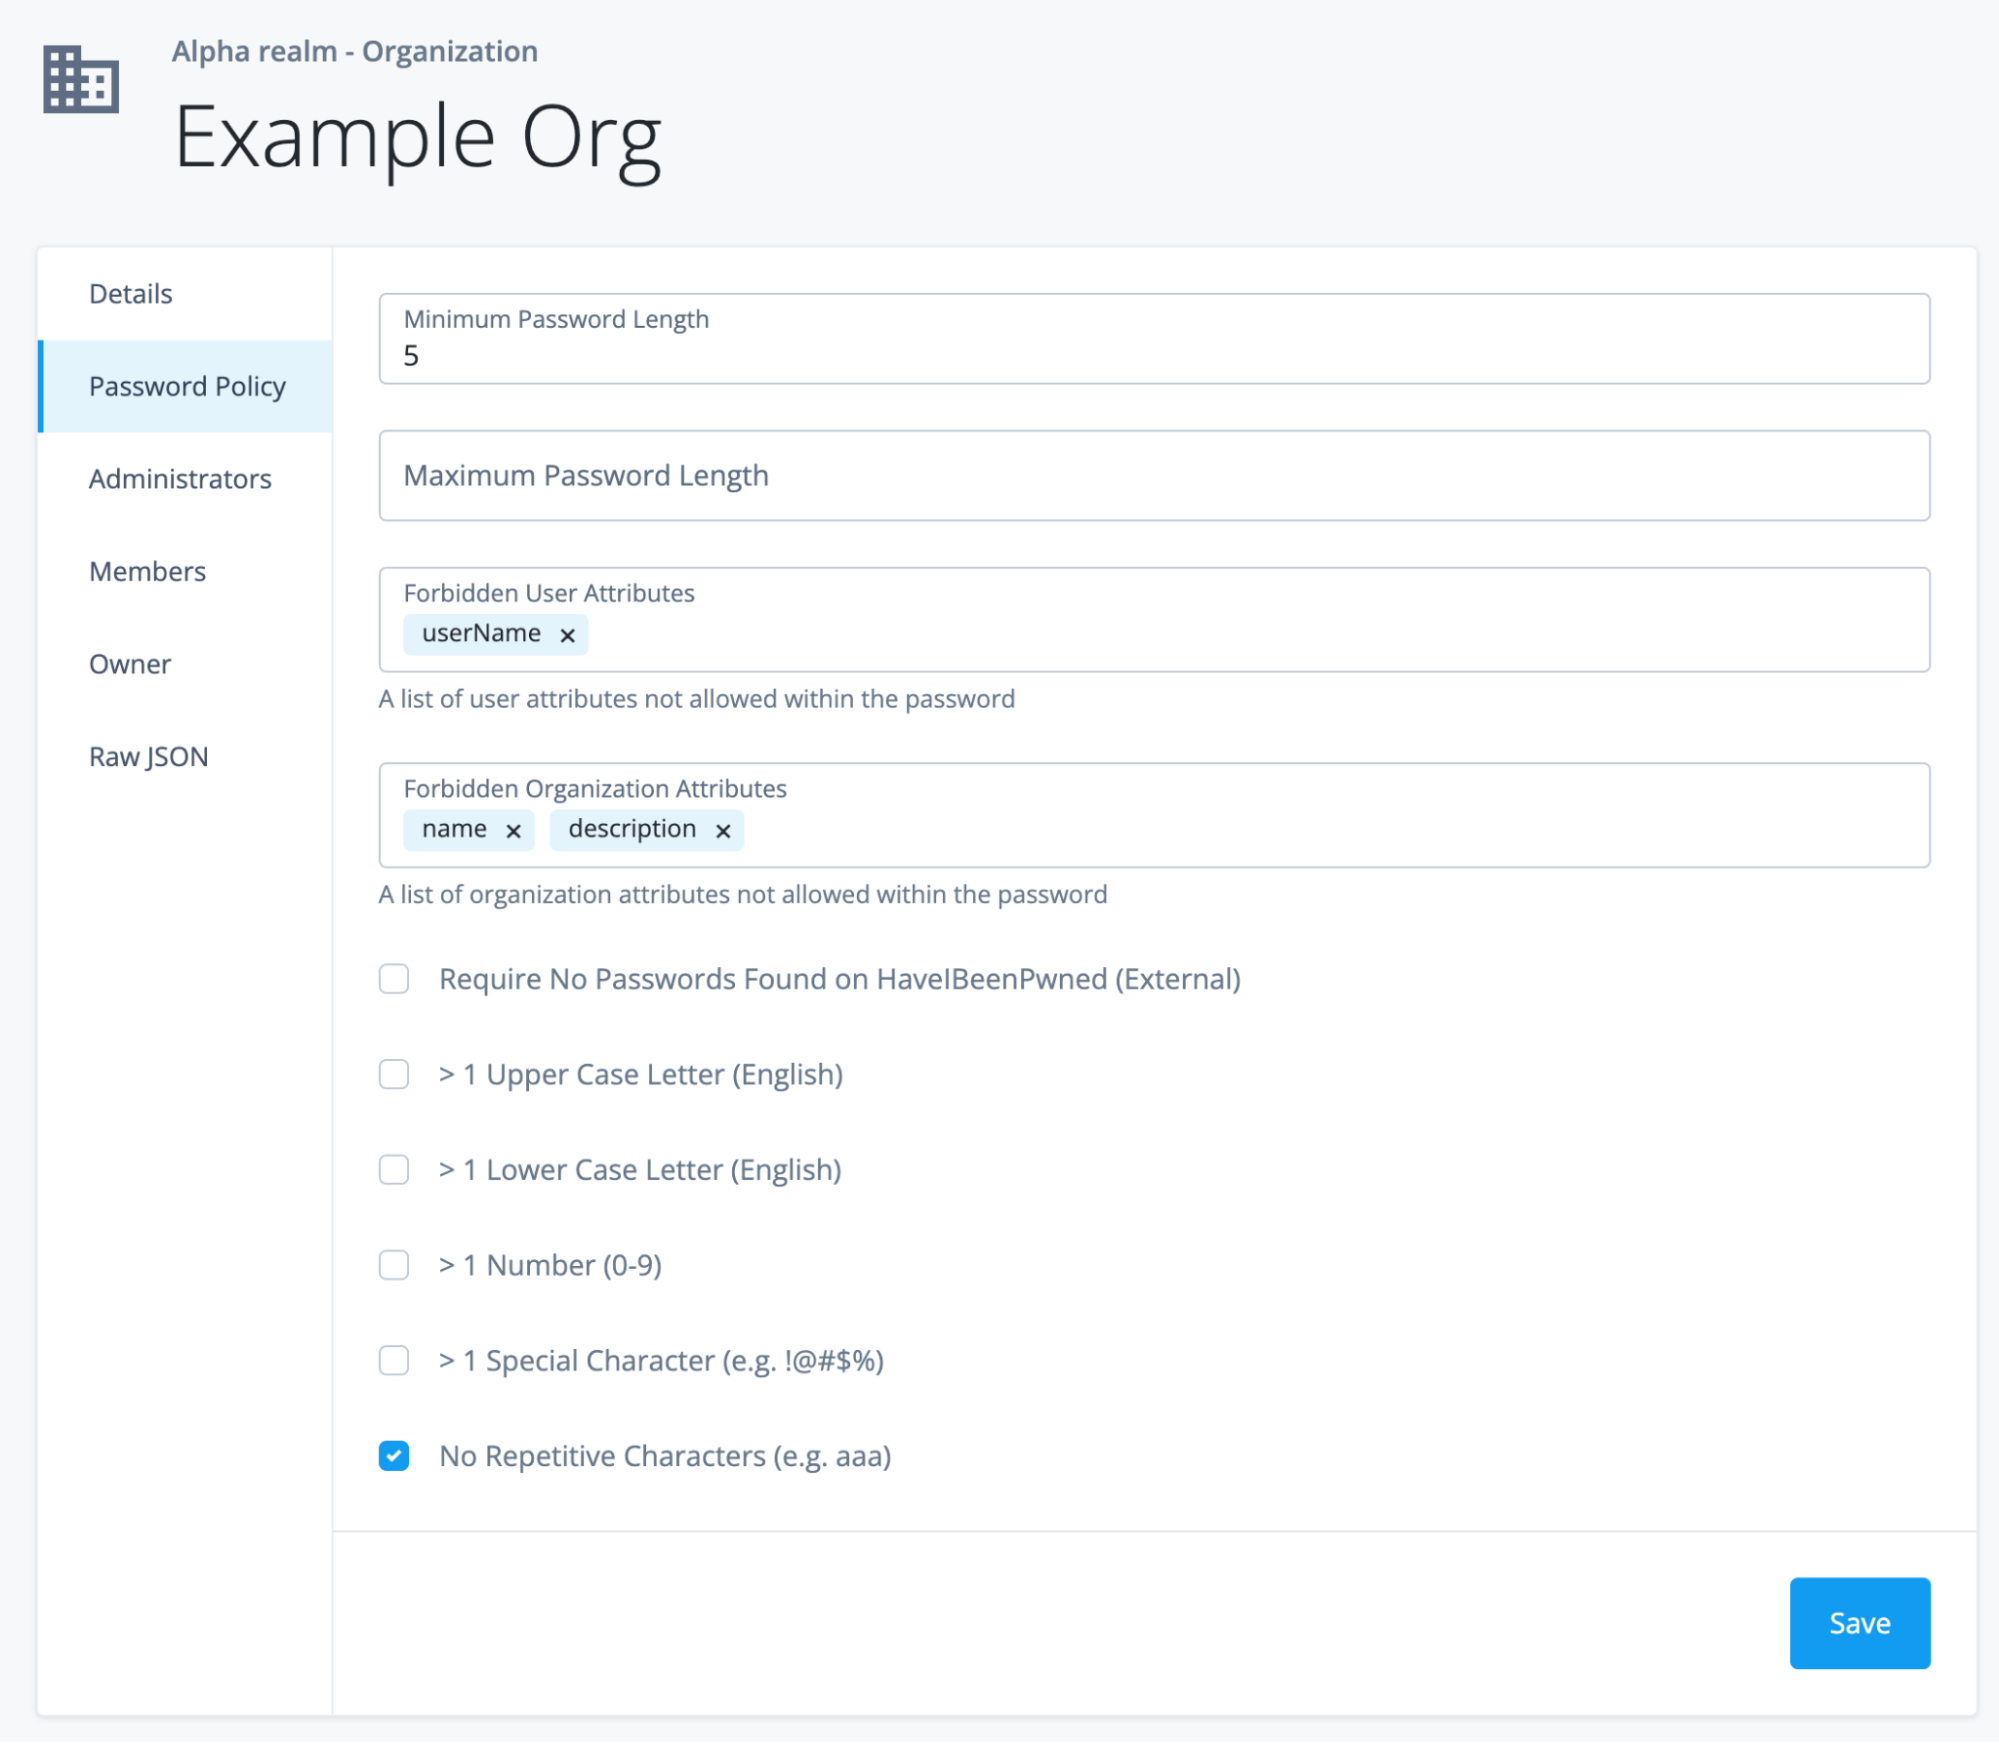 Alpha realm - Organization
Example Org
Details
Password Policy
Administrators
Members
Owner
Raw JSON
Minimum Password Length
5
Maximum Password Length
Forbidden User Attributes
userName ×
A list of user attributes not allowed within the password
Forbidden Organization Attributes
name × description ×
A list of organization attributes not allowed within the password
Require No Passwords Found on HaveIBeenPwned (External)
> 1 Upper Case Letter (English)
> 1 Lower Case Letter (English)
> 1 Number (0-9)
> 1 Special Character (e.g. !@#$%)
No Repetitive Characters (e.g. aaa)
Save